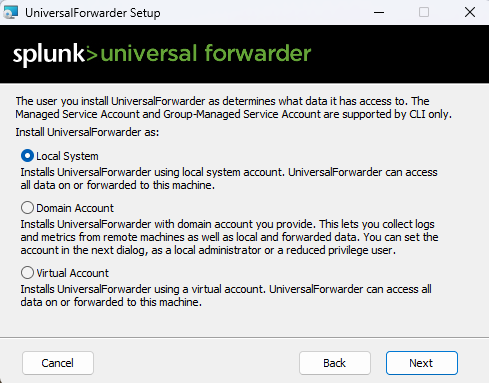 UniversalForwarder Setup
splunk>universal forwarder
The user you install UniversalForwarder as determines what data it has access to. The
Managed Service Account and Group-Managed Service Account are supported by CLI only.
Install UniversalForwarder as:
Local System
Installs UniversalForwarder using local system account. UniversalForwarder can access
all data on or forwarded to this machine.
Domain Account
Installs UniversalForwarder with domain account you provide. This lets you collect logs
and metrics from remote machines as well as local and forwarded data. You can set the
account in the next dialog, as a local administrator or a reduced privilege user.
Virtual Account
Installs UniversalForwarder using a virtual account. UniversalForwarder can access all
data on or forwarded to this machine.
Cancel Back Next